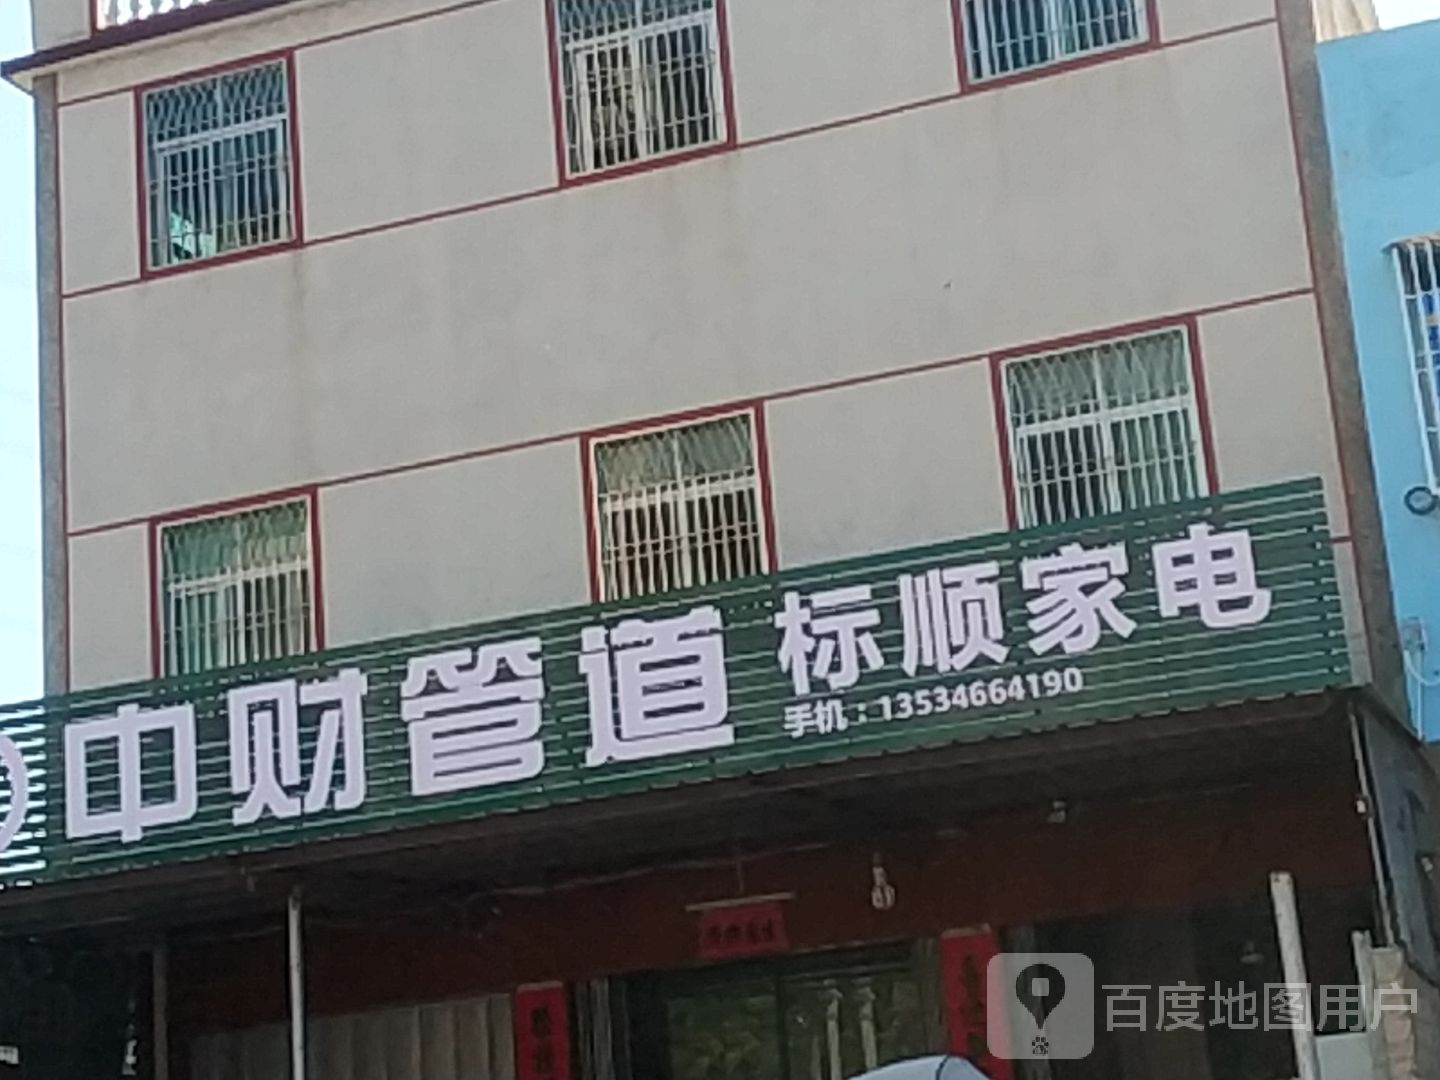 中财管道
标顺家电
手机：13534664190
百度地图用户